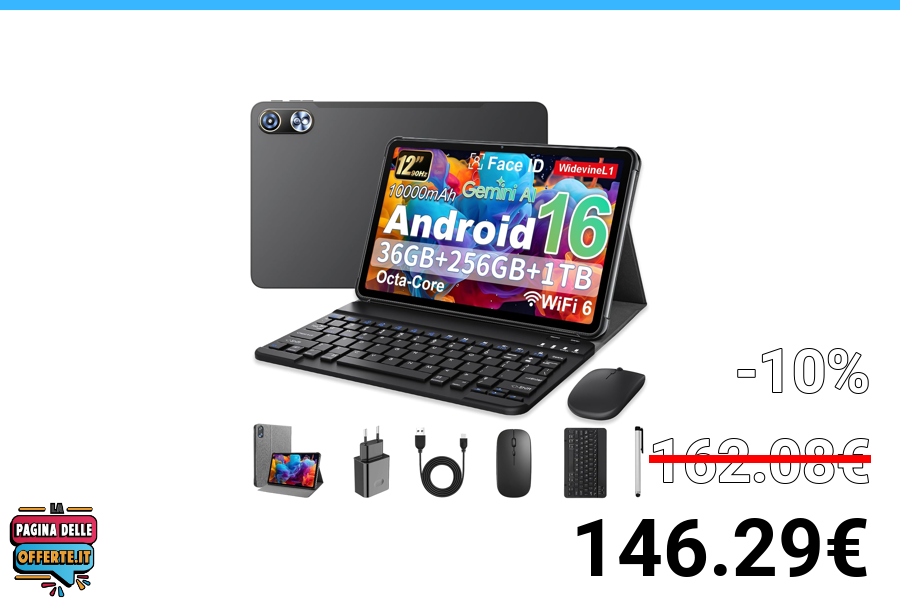 12"
90Hz
Face ID
WidevineL1
10000mAh
Gemini AI
Android 16
36GB+256GB+1TB
Octa-Core
WiFi 6
-10%
162.08€
146.29€
LA
PAGINA DELLE
OFFERTE.IT